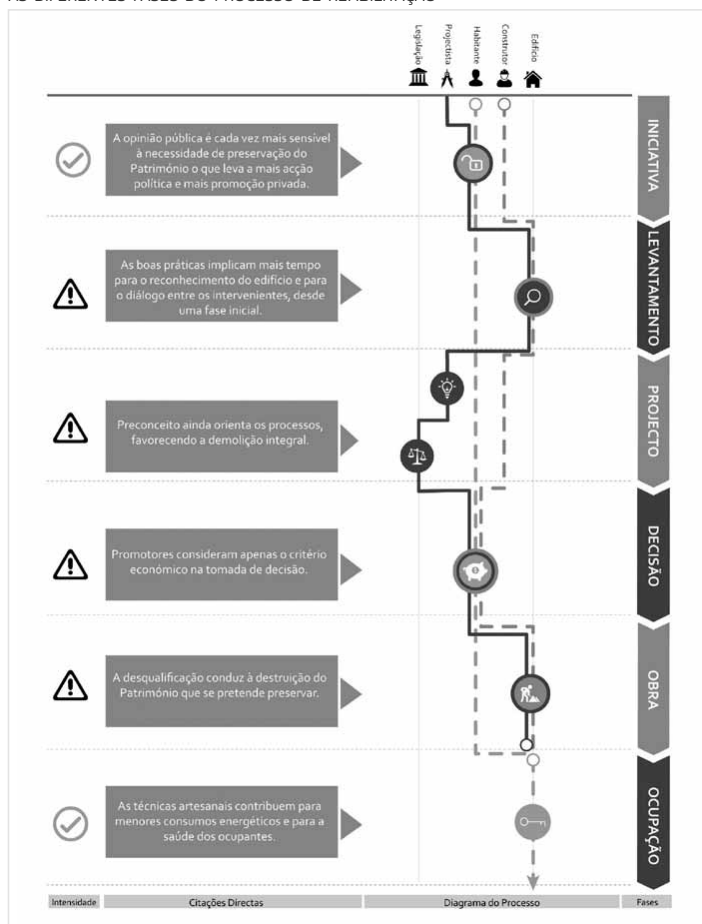 AS DIFERENTES FASES DO PROCESSO DE REABILITAÇÃO
Legislação
Projectista
Habitante
Construtor
Edifício
A opinião pública é cada vez mais sensível
à necessidade de preservação do
Património o que leva a mais acção
política e mais promoção privada.
INICIATIVA
As boas práticas implicam mais tempo
para o reconhecimento do edifício e para
o diálogo entre os intervenientes, desde
uma fase inicial.
LEVANTAMENTO
Preconceito ainda orienta os processos,
favorecendo a demolição integral.
PROJECTO
Promotores consideram apenas o critério
económico na tomada de decisão.
DECISÃO
A desqualificação conduz à destruição do
Património que se pretende preservar.
OBRA
As técnicas artesanais contribuem para
menores consumos energéticos e para a
saúde dos ocupantes.
OCUPAÇÃO
Intensidade
Citações Directas
Diagrama do Processo
Fases